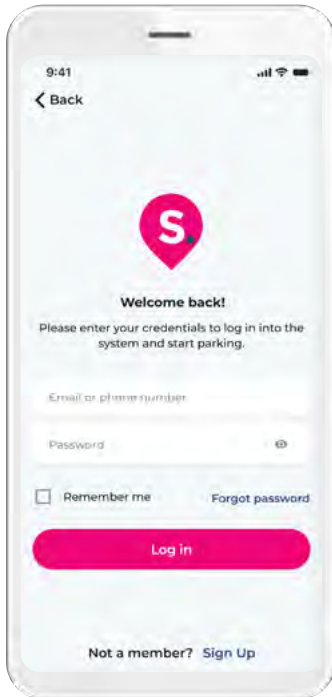 9:41
Back
S.
Welcome back!
Please enter your credentials to log in into the
system and start parking.
Email or phone number
Password
Remember me
Forgot password
Log in
Not a member? Sign Up